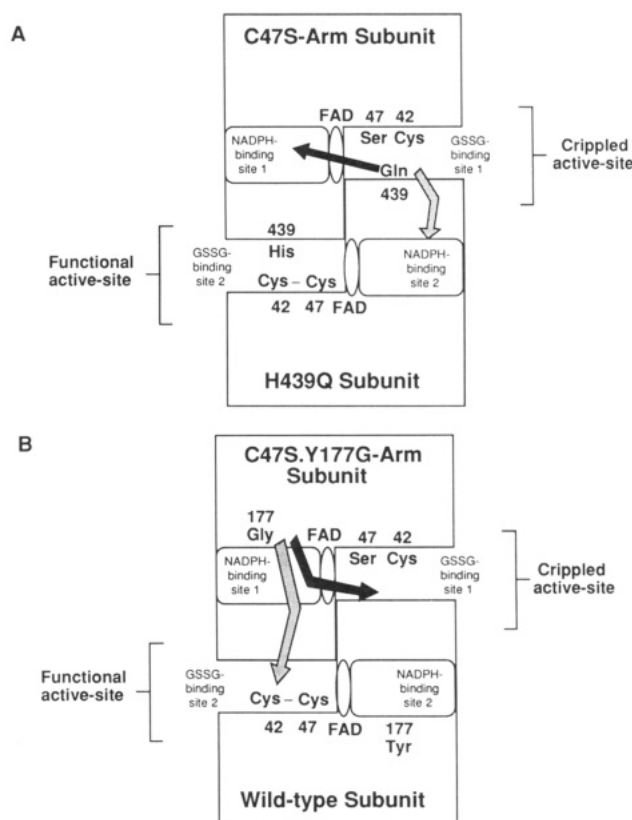 A
C47S-Arm Subunit
FAD 47 42
Ser Cys
NADPH-
binding
site 1
GSSG-
binding
site 1
Crippled
active-site
Gln
439
439
His
Functional
active-site
GSSG-
binding
site 2
Cys – Cys
42 47 FAD
NADPH-
binding
site 2
H439Q Subunit
B
C47S.Y177G-Arm
Subunit
177
Gly
FAD 47 42
Ser Cys
NADPH-
binding
site 1
GSSG-
binding
site 1
Crippled
active-site
Functional
active-site
GSSG-
binding
site 2
Cys – Cys
42 47 FAD
NADPH-
binding
site 2
177
Tyr
Wild-type Subunit